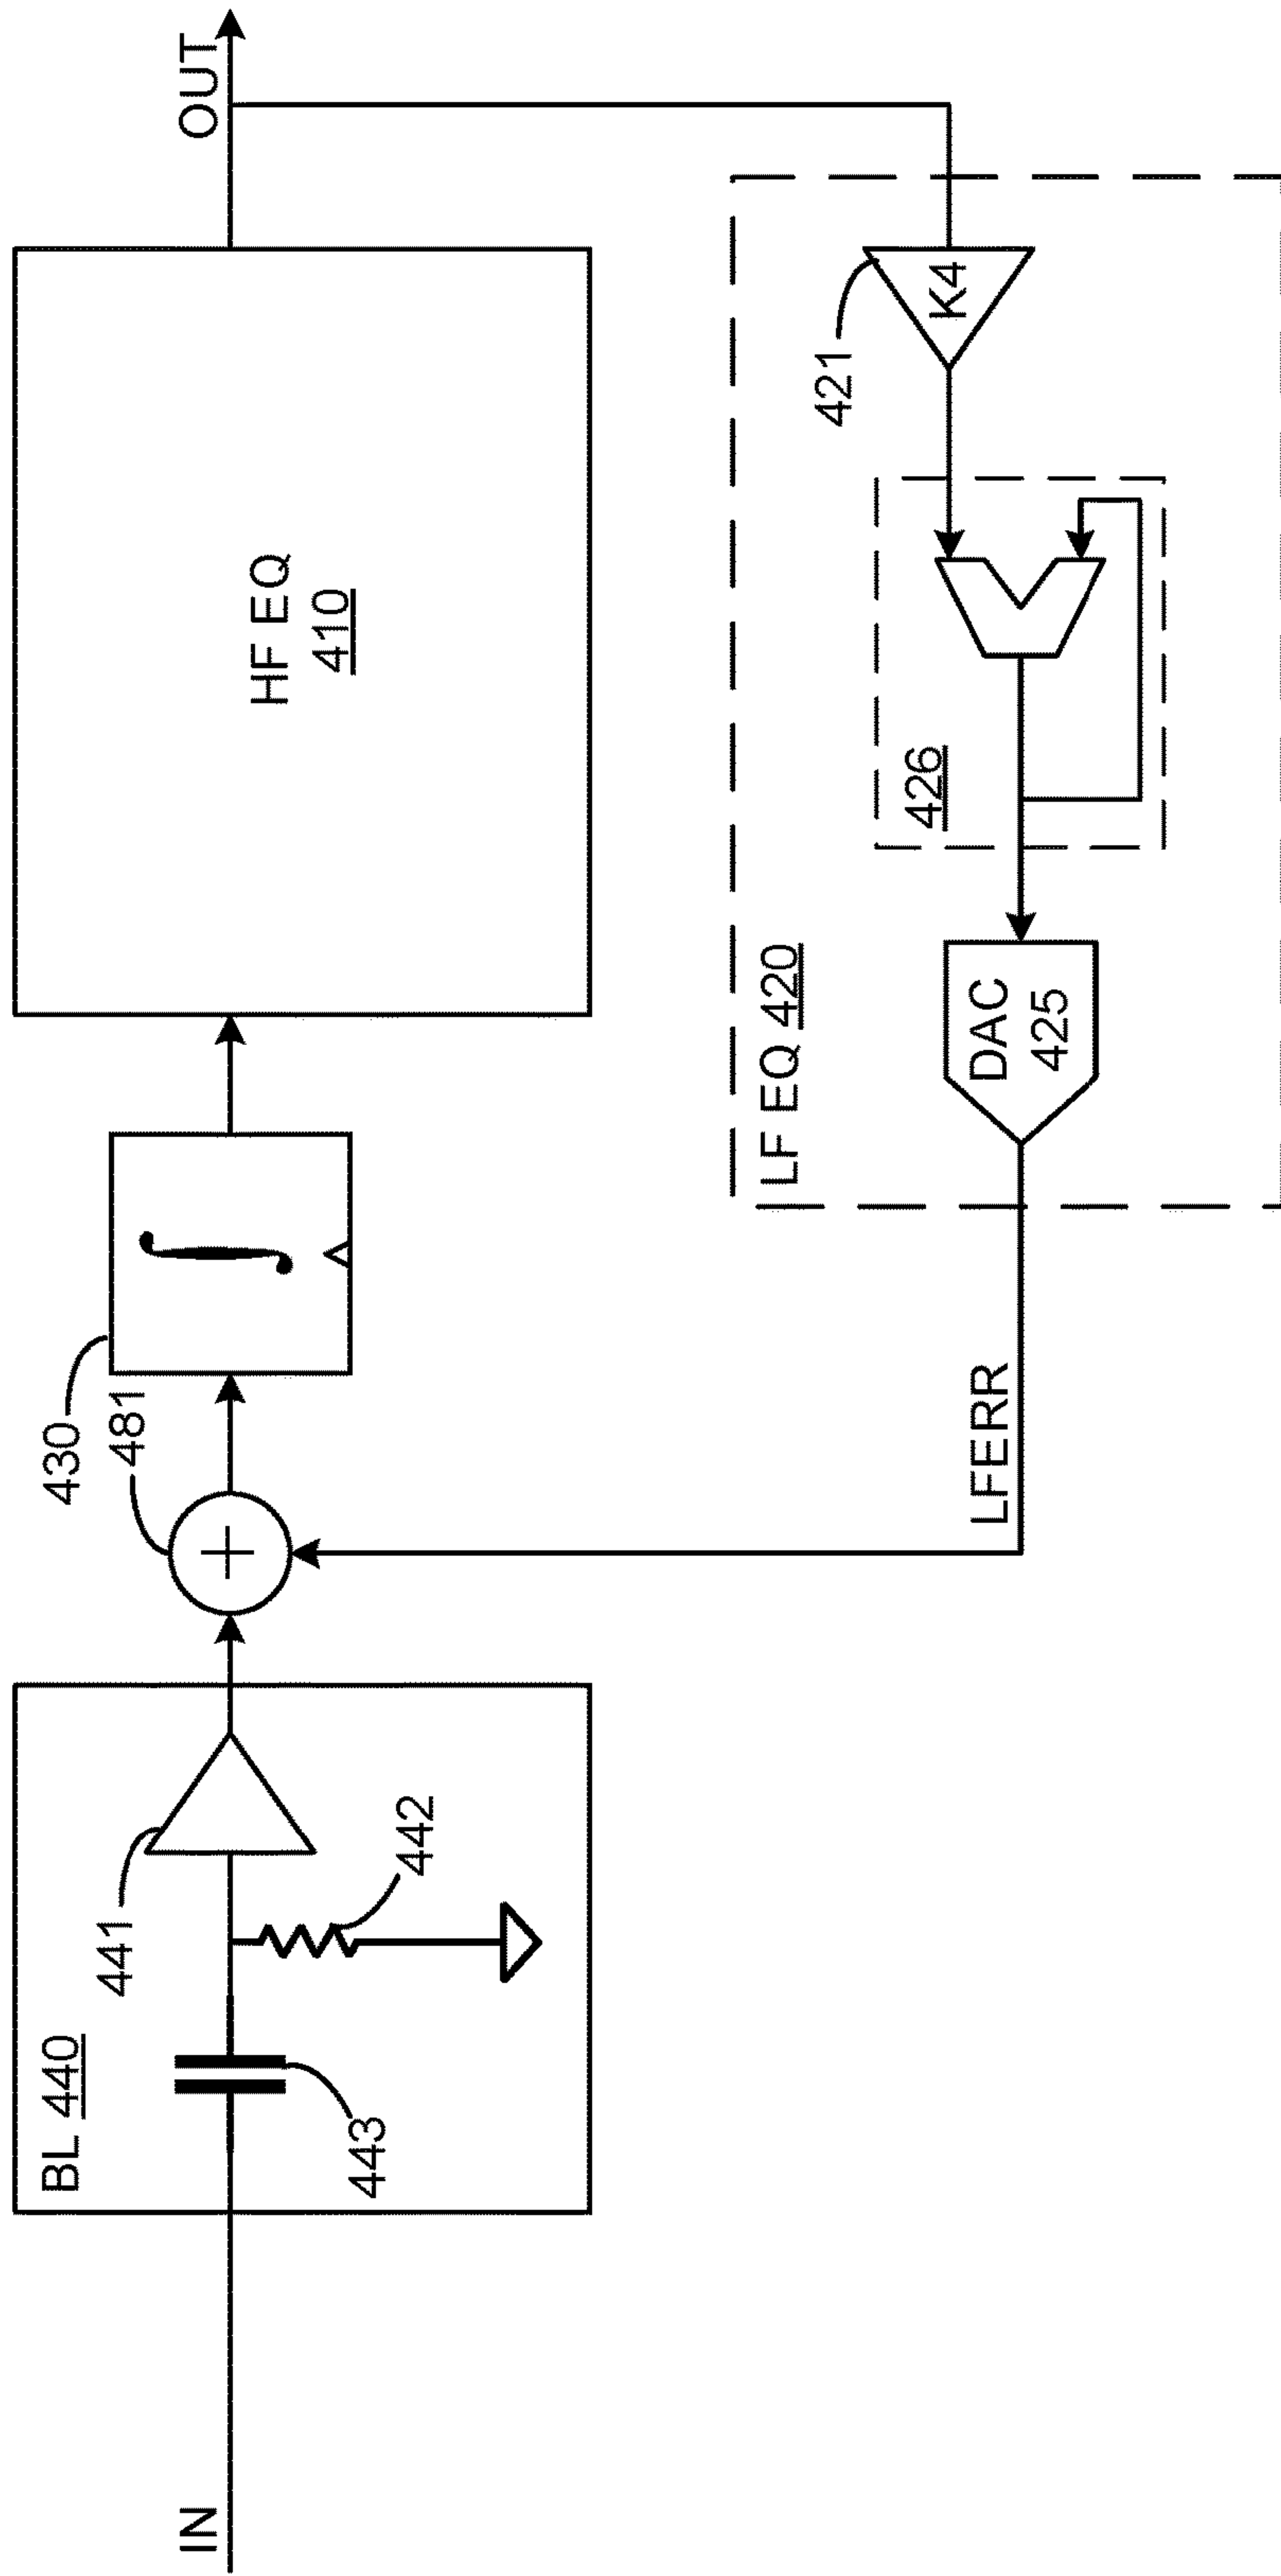 IN
BL 440
443
441
442
430
481
∫
+
HF EQ
410
OUT
LFERR
LF EQ 420
DAC
425
426
421
K4